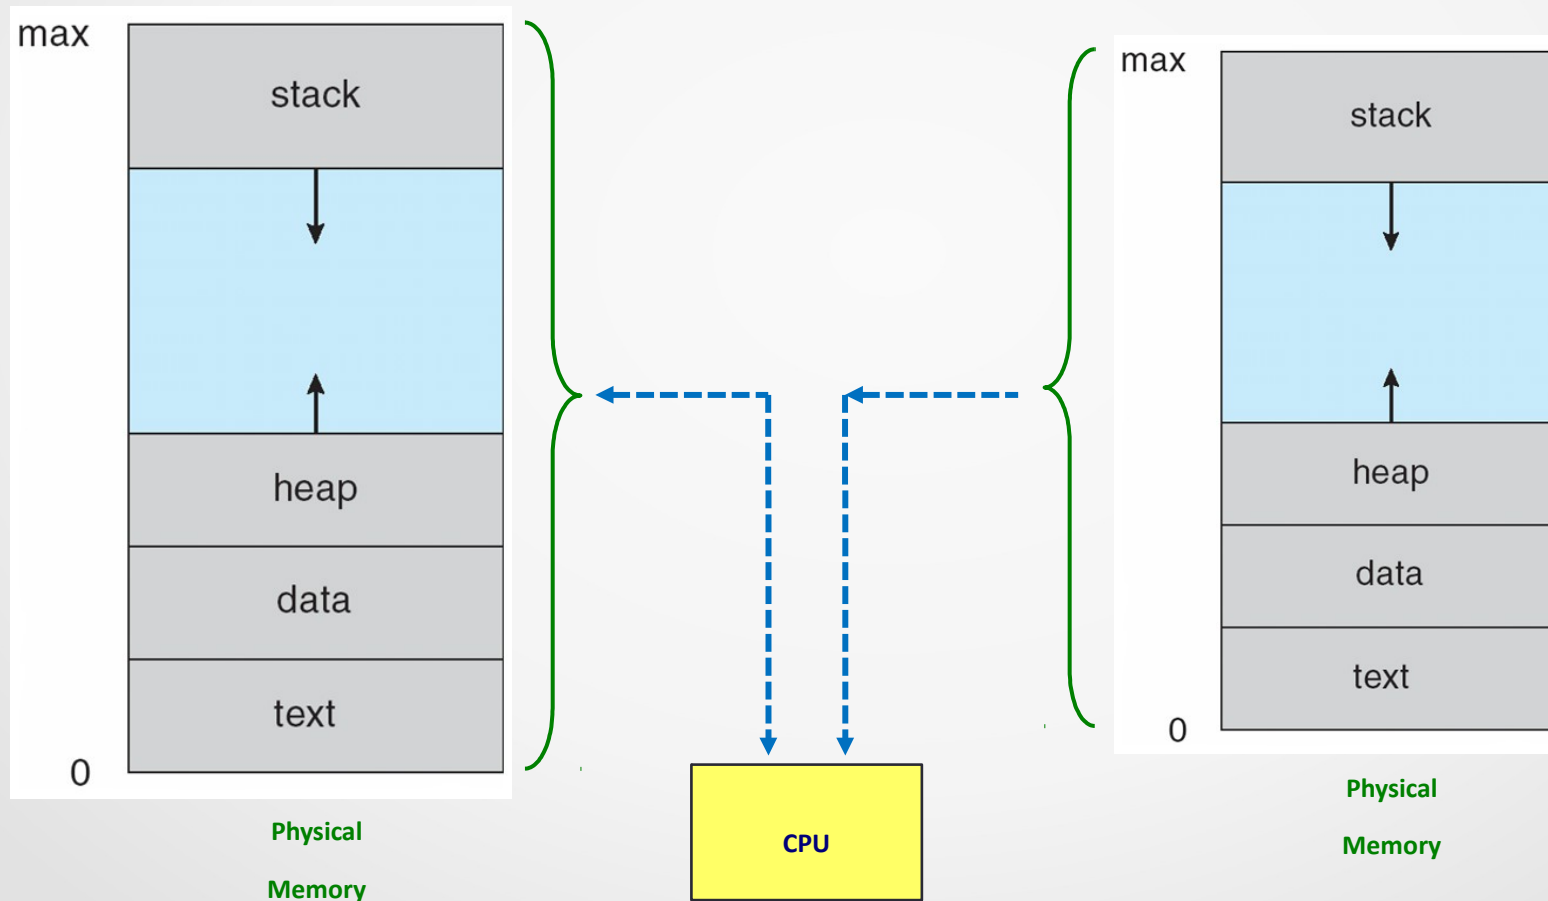 max
stack
heap
data
text
0
Physical
Memory
CPU
max
stack
heap
data
text
0
Physical
Memory